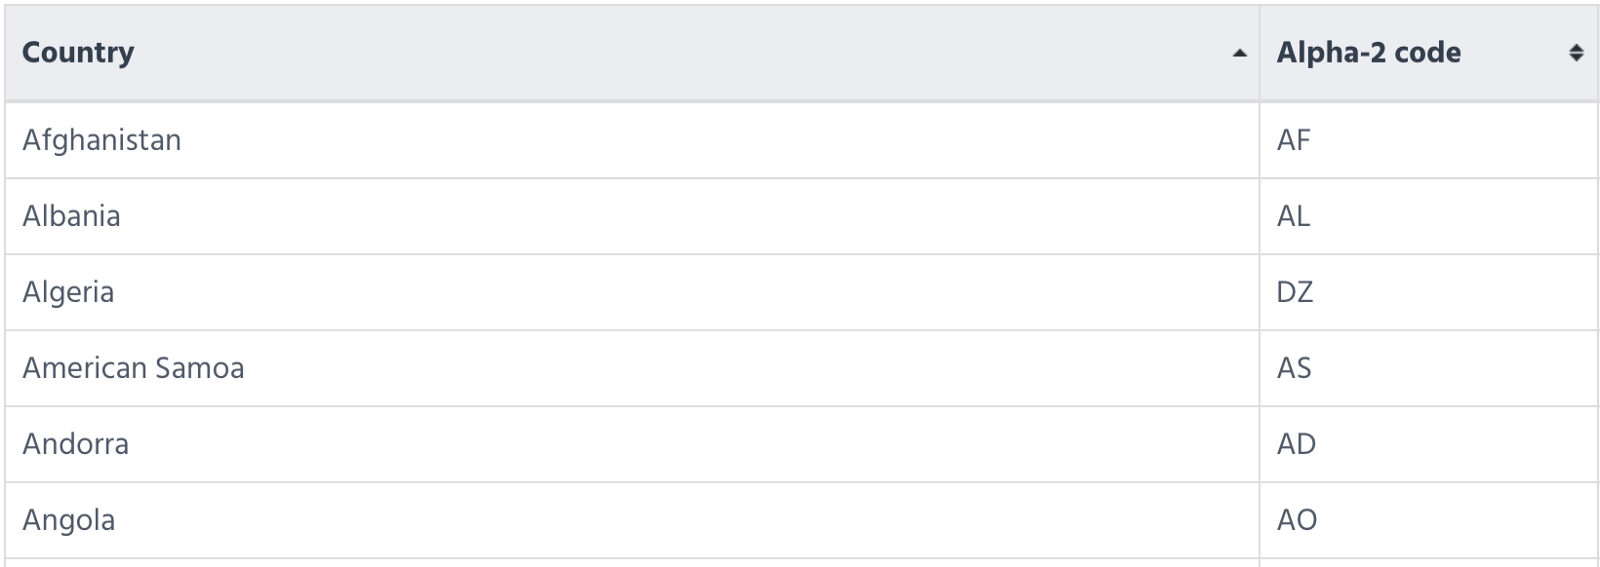 Country Alpha-2 code
Afghanistan AF
Albania AL
Algeria DZ
American Samoa AS
Andorra AD
Angola AO